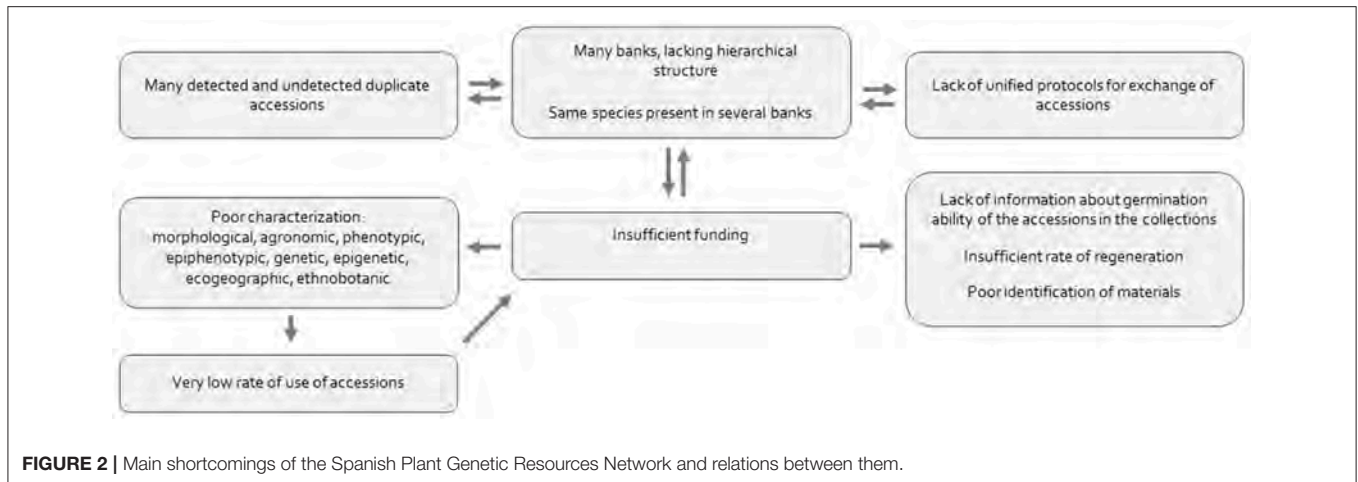 Many detected and undetected duplicate
accessions
Many banks, lacking hierarchical
structure
Same species present in several banks
Lack of unified protocols for exchange of
accessions
Poor characterization:
morphological, agronomic, phenotypic,
epiphenotypic, genetic, epigenetic,
ecogeographic, ethnobotanic
Insufficient funding
Lack of information about germination
ability of the accessions in the collections
Insufficient rate of regeneration
Poor identification of materials
Very low rate of use of accessions
FIGURE 2 | Main shortcomings of the Spanish Plant Genetic Resources Network and relations between them.